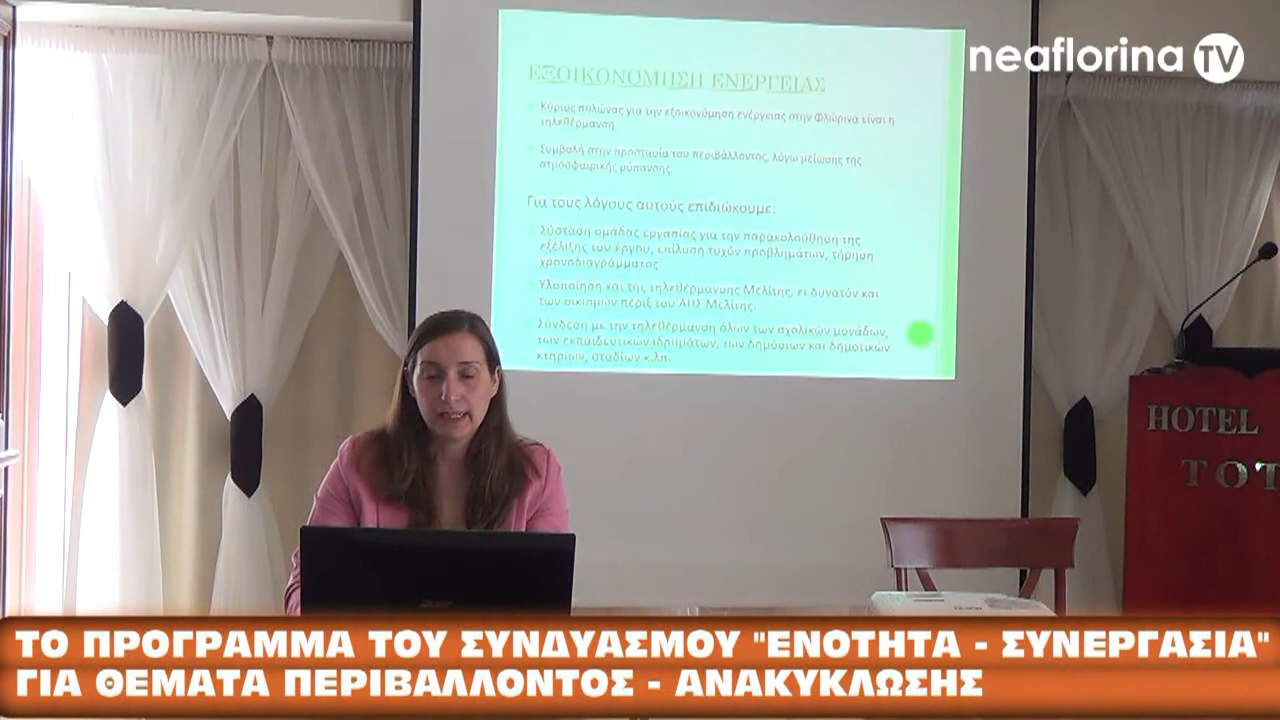 neaflorina TV
ΕΞΟΙΚΟΝΟΜΗΣΗ ΕΝΕΡΓΕΙΑΣ
Κύριος πυλώνας για την εξοικονόμηση ενέργειας στην Φλώρινα είναι η
τηλεθέρμανση
Συμβολή στην προστασία του περιβάλλοντος, λόγω μείωσης της
ατμοσφαιρικής ρύπανσης
Για τους λόγους αυτούς επιδιώκουμε:
Σύσταση ομάδας εργασίας για την παρακολούθηση της
εξέλιξης του έργου, επίλυση τυχόν προβλημάτων, τήρηση
χρονοδιαγράμματος
Υλοποίηση και της τηλεθέρμανσης Μελίτης, ει δυνατόν και
των οικισμών πέριξ του ΑΗΣ Μελίτης.
Σύνδεση με την τηλεθέρμανση όλων των σχολικών μονάδων,
των εκπαιδευτικών ιδρυμάτων, των δημόσιων και δημοτικών
κτηρίων, σταδίων κ.λπ.
HOTEL
TOT
ΤΟ ΠΡΟΓΡΑΜΜΑ ΤΟΥ ΣΥΝΔΥΑΣΜΟΥ "ΕΝΟΤΗΤΑ - ΣΥΝΕΡΓΑΣΙΑ"
ΓΙΑ ΘΕΜΑΤΑ ΠΕΡΙΒΑΛΛΟΝΤΟΣ - ΑΝΑΚΥΚΛΩΣΗΣ